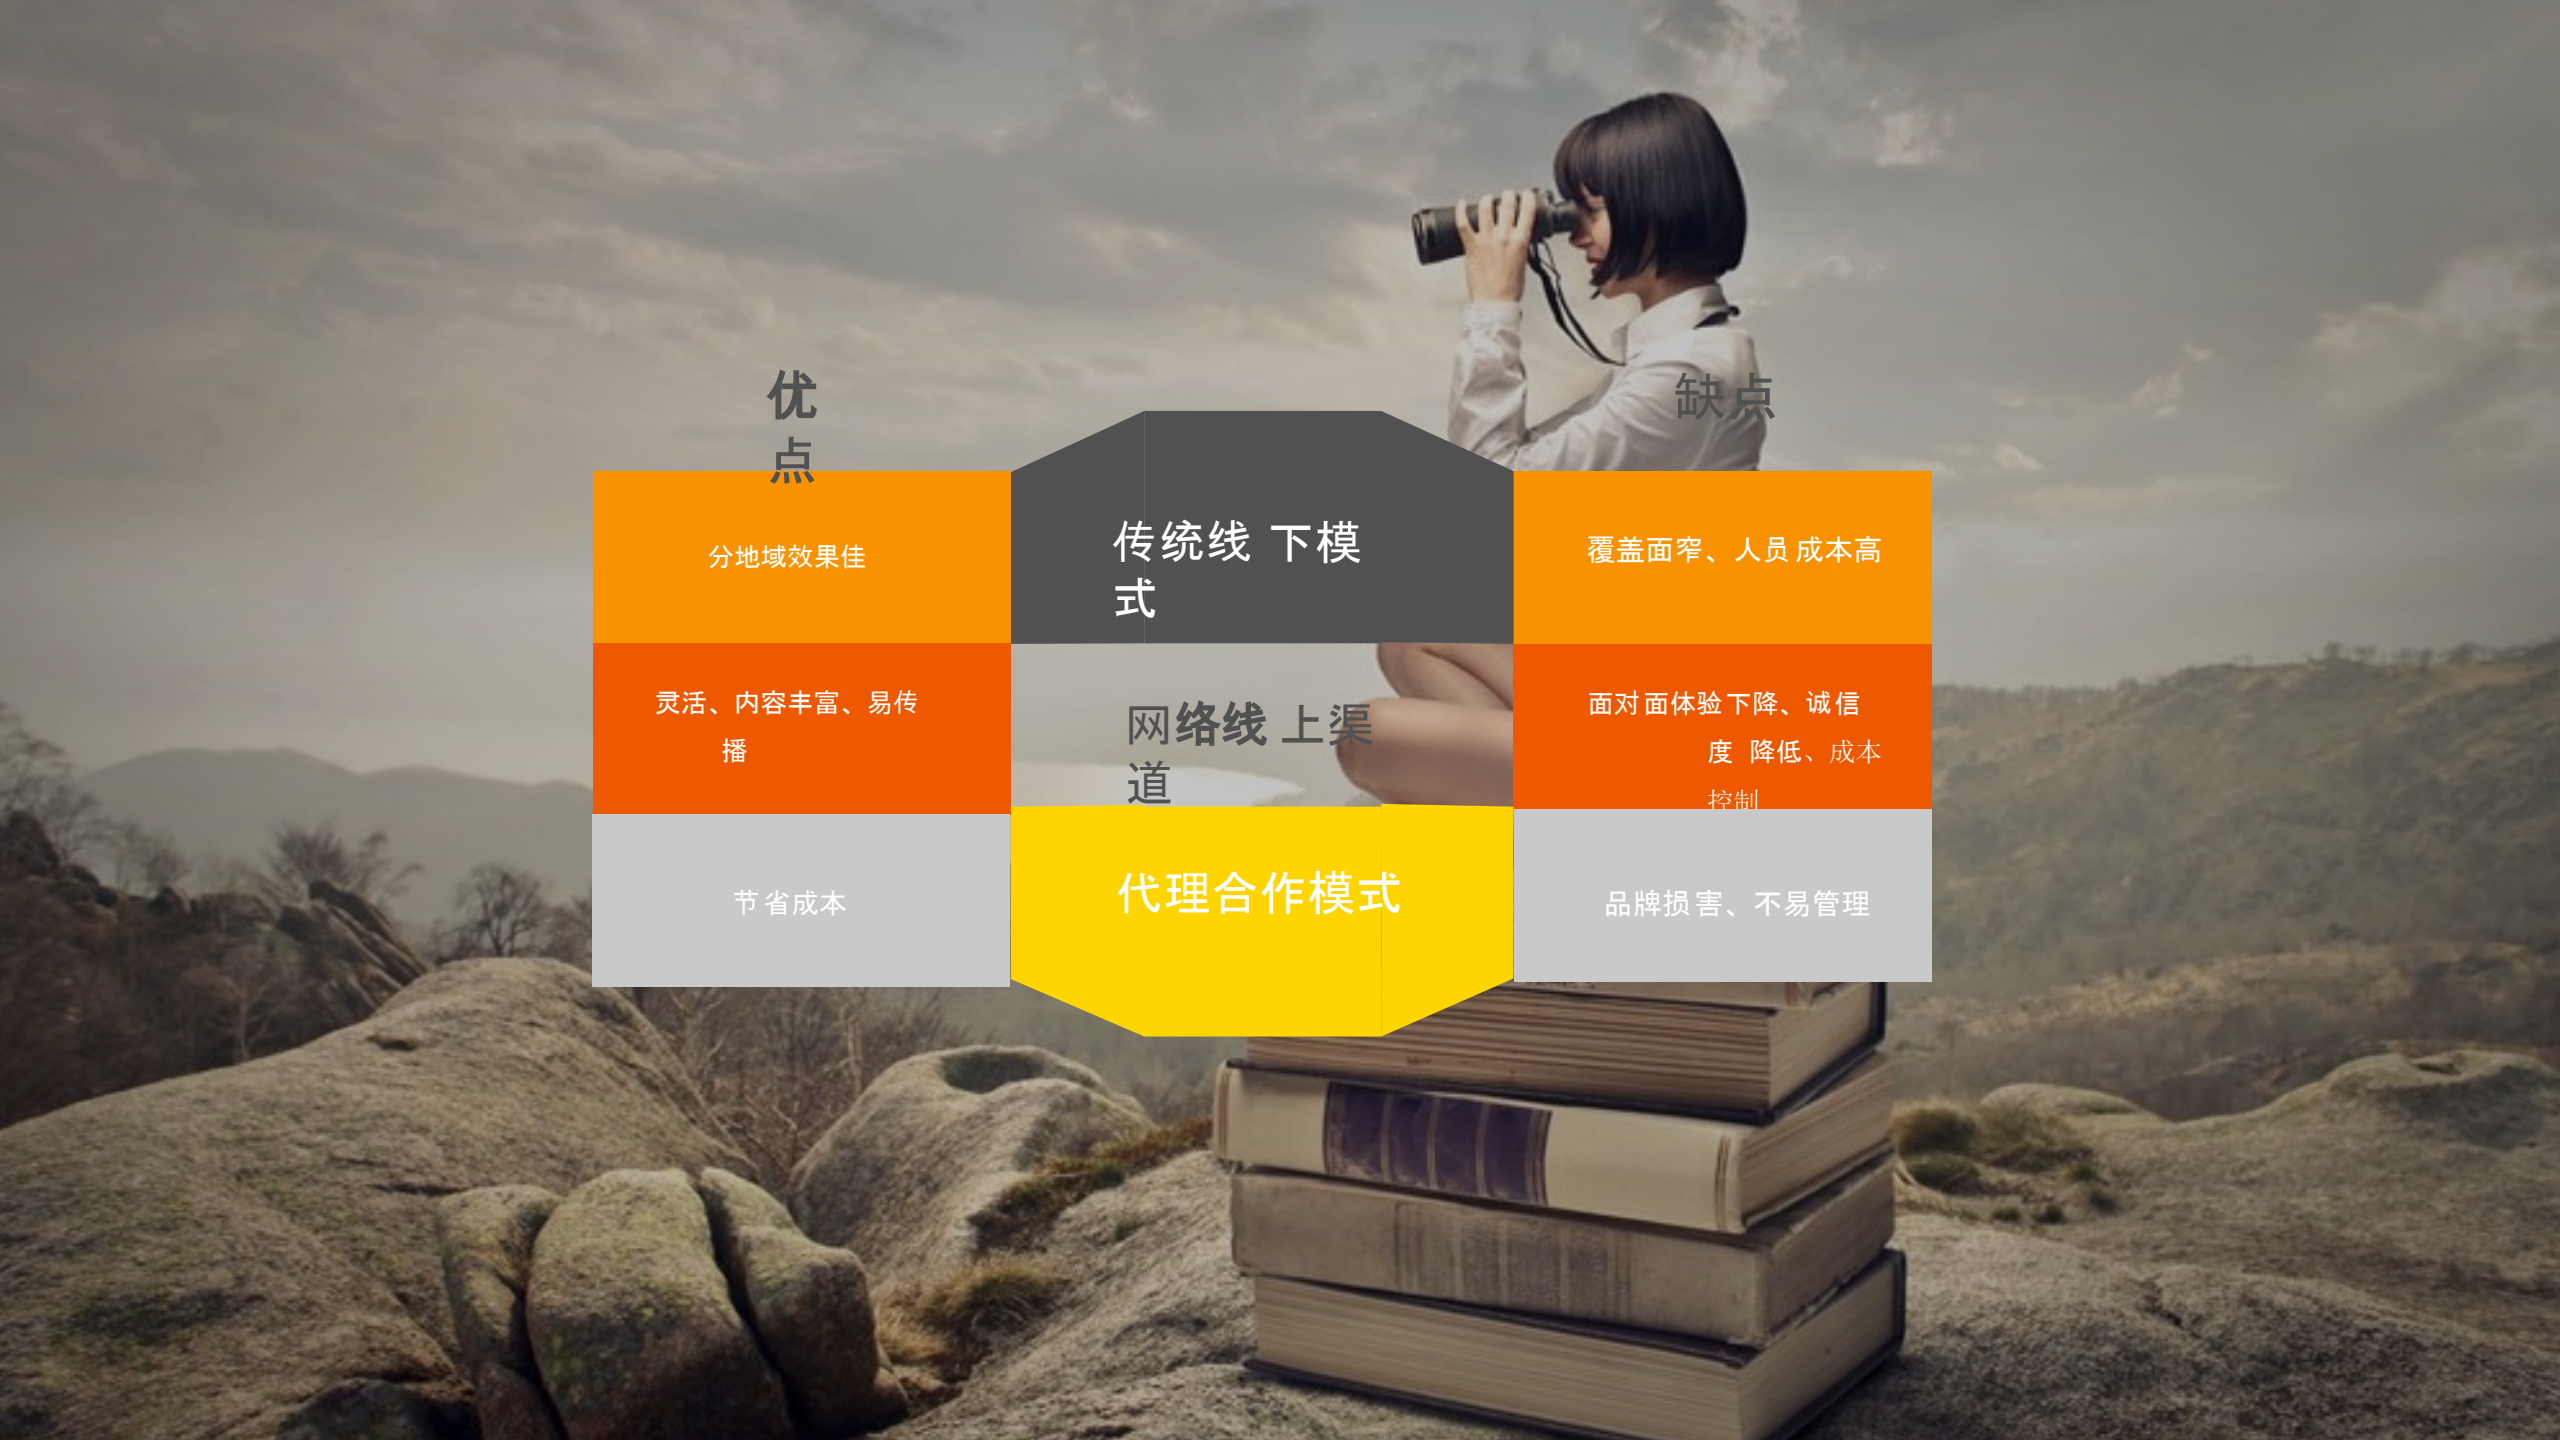 优
点
缺点
分地域效果佳
传统线 下模
式
覆盖面窄、人员成本高
灵活、内容丰富、易传
播
网络线 上渠
道
面对面体验下降、诚信
度 降低、成本
控制
节省成本
代理合作模式
品牌损害、不易管理